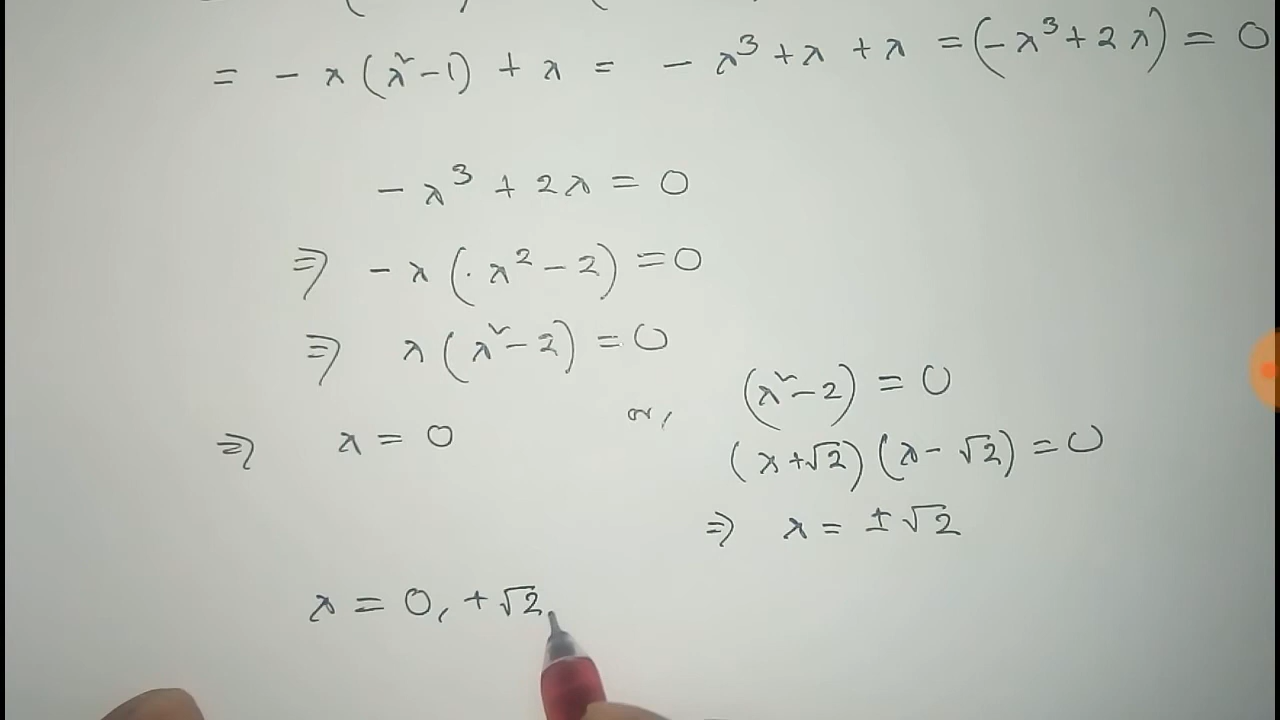 = - λ (λ² - 1) + λ = - λ³ + λ + λ = (- λ³ + 2 λ) = 0
- λ³ + 2 λ = 0
⇒ - λ (· λ² - 2) = 0
⇒ λ (λ² - 2) = 0
⇒ λ = 0 or, (λ² - 2) = 0
(λ + √2) (λ - √2) = 0
⇒ λ = ± √2
λ = 0, + √2,